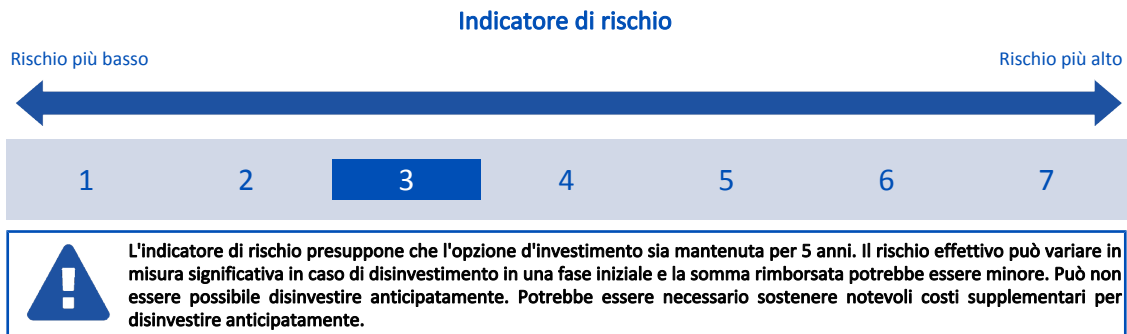 Indicatore di rischio
Rischio più basso
Rischio più alto
1 2 3 4 5 6 7
L'indicatore di rischio presuppone che l'opzione d'investimento sia mantenuta per 5 anni. Il rischio effettivo può variare in
misura significativa in caso di disinvestimento in una fase iniziale e la somma rimborsata potrebbe essere minore. Può non
essere possibile disinvestire anticipatamente. Potrebbe essere necessario sostenere notevoli costi supplementari per
disinvestire anticipatamente.